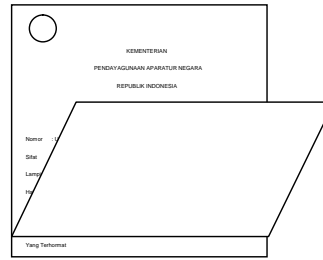 KEMENTERIAN
PENDAYAGUNAAN APARATUR NEGARA
REPUBLIK INDONESIA
Nomor :
Sifat
Yang Terhormat